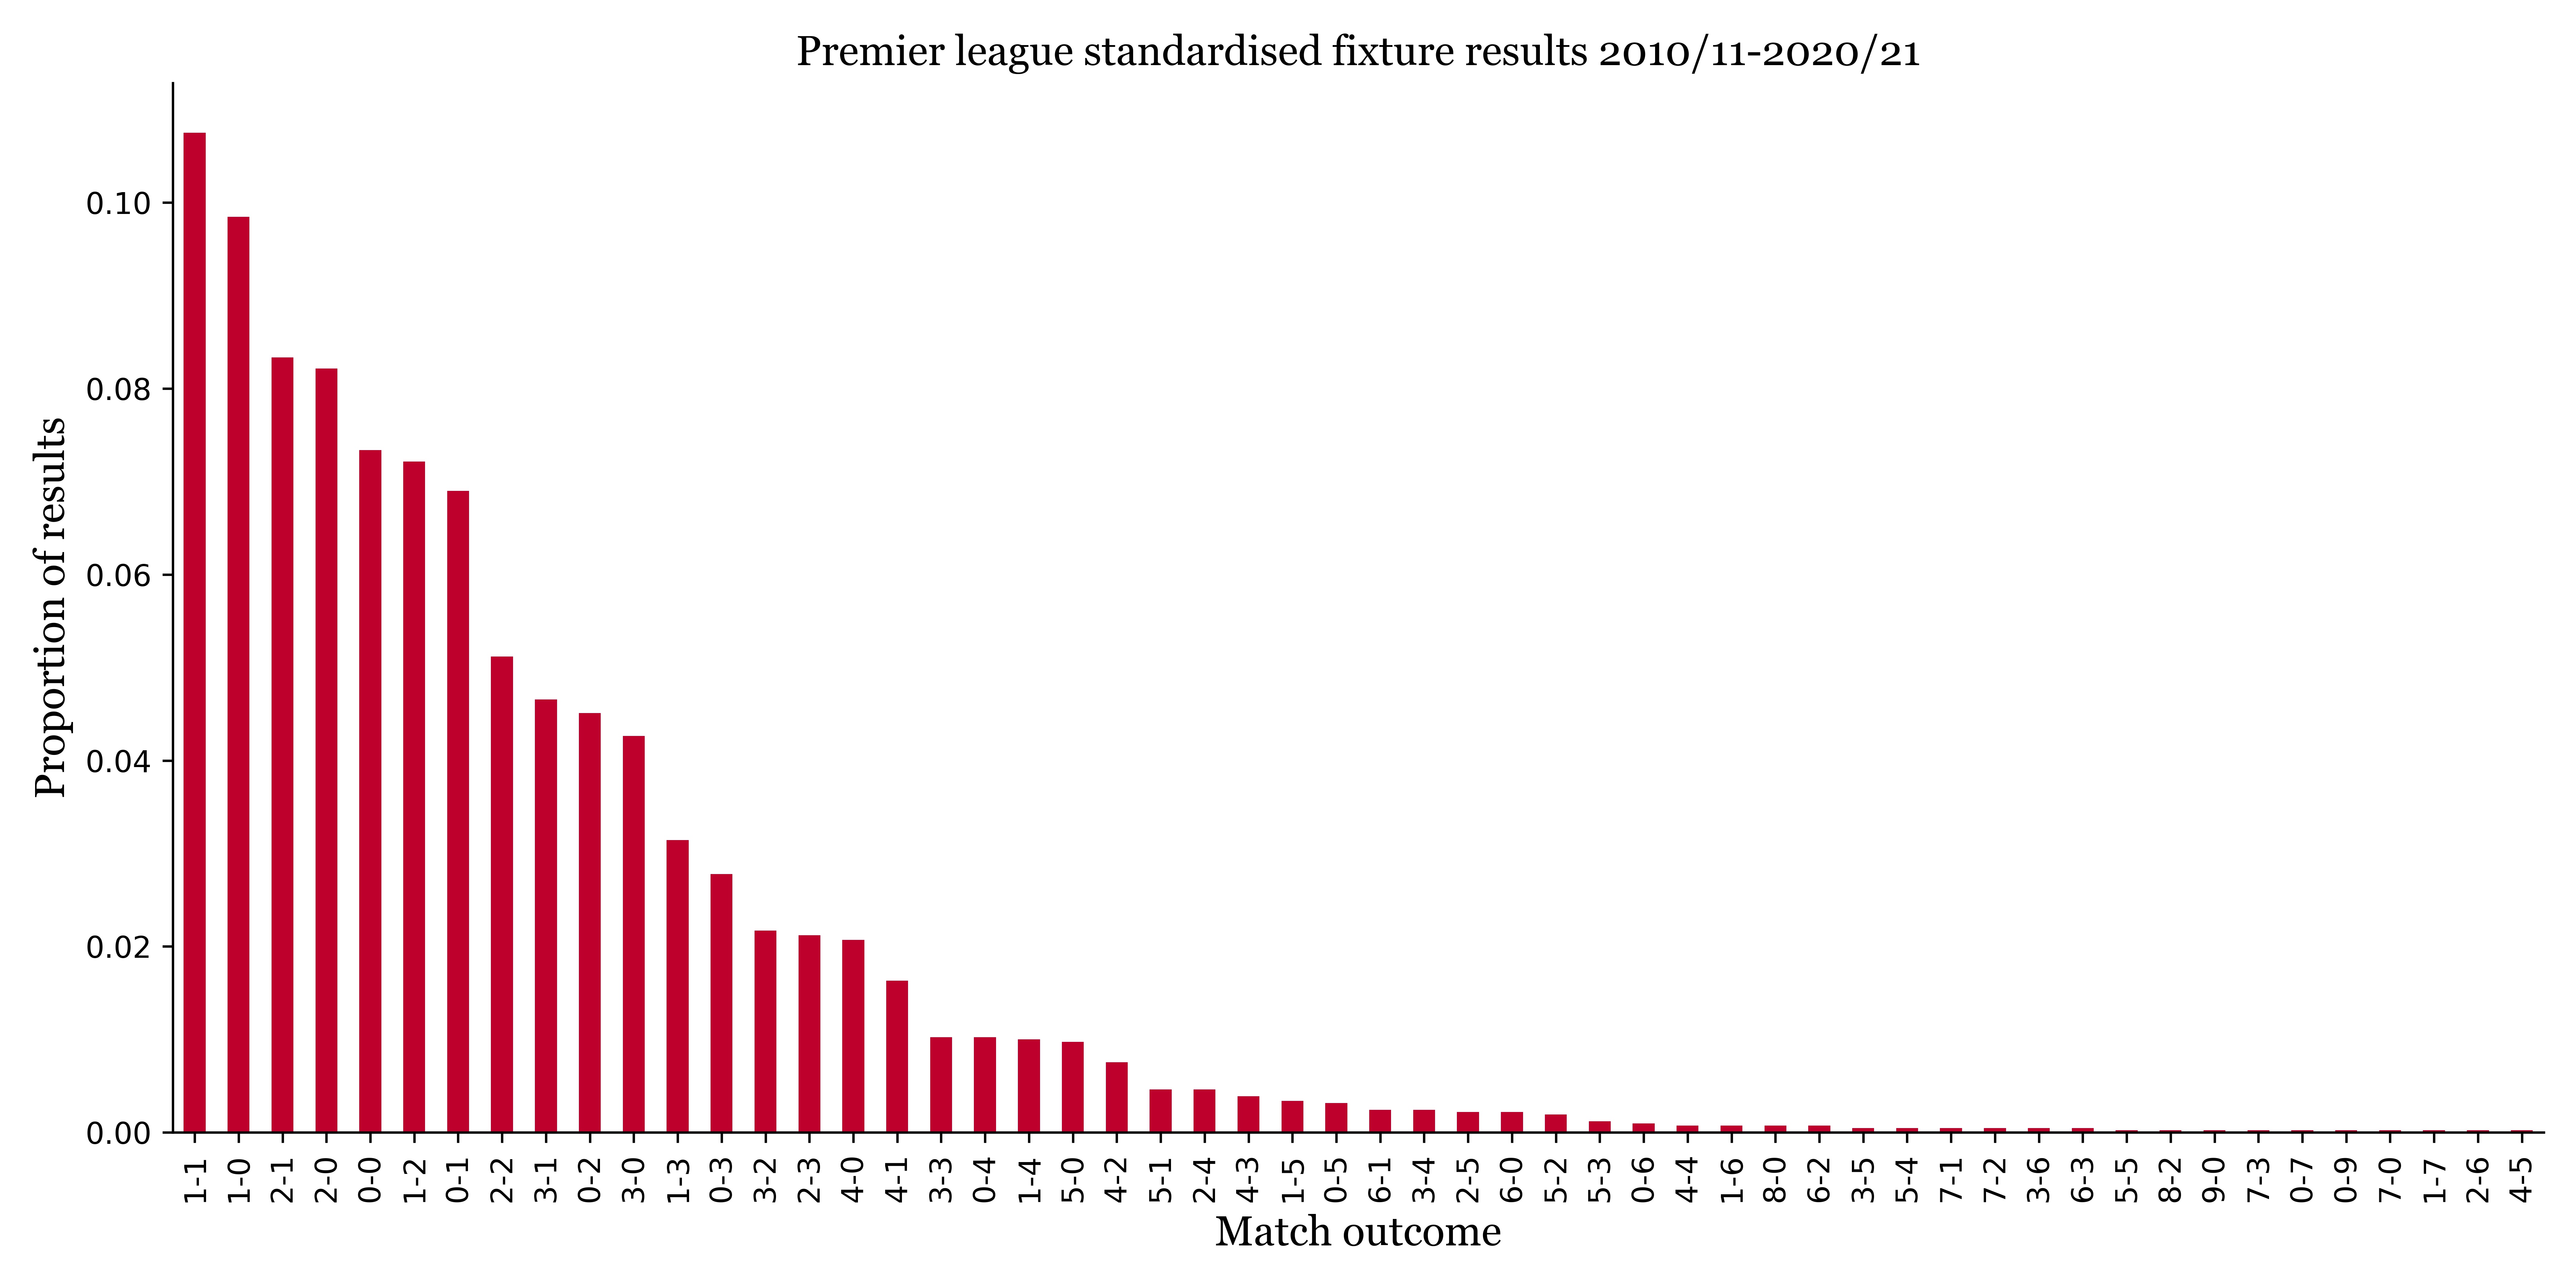 Premier league standardised fixture results 2010/11-2020/21
Proportion of results
0.10
0.08
0.06
0.04
0.02
0.00
1-1 1-0 2-1 2-0 0-0 1-2 0-1 2-2 3-1 0-2 3-0 1-3 0-3 3-2 2-3 4-0 4-1 3-3 0-4 1-4 5-0 4-2 5-1 2-4 4-3 1-5 0-5 6-1 3-4 2-5 6-0 5-2 5-3 0-6 4-4 1-6 8-0 6-2 3-5 5-4 7-1 7-2 3-6 6-3 5-5 8-2 9-0 7-3 0-7 0-9 7-0 1-7 2-6 4-5
Match outcome